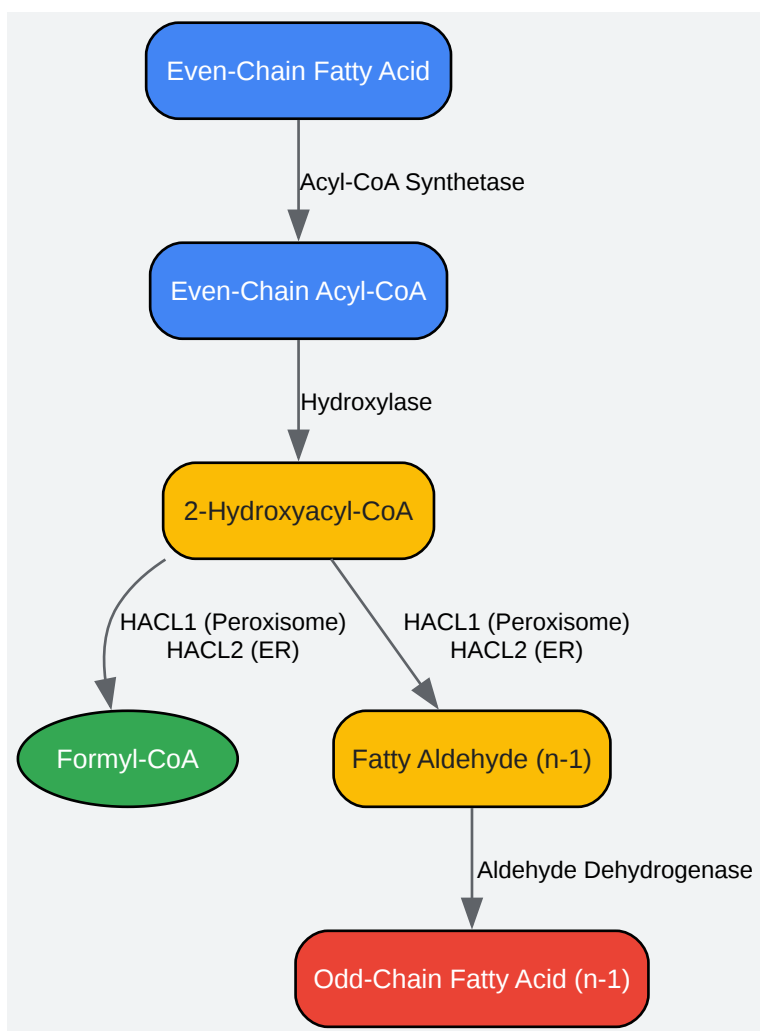 Even-Chain Fatty Acid
Acyl-CoA Synthetase
Even-Chain Acyl-CoA
Hydroxylase
2-Hydroxyacyl-CoA
HACL1 (Peroxisome)
HACL2 (ER)
HACL1 (Peroxisome)
HACL2 (ER)
Formyl-CoA
Fatty Aldehyde (n-1)
Aldehyde Dehydrogenase
Odd-Chain Fatty Acid (n-1)